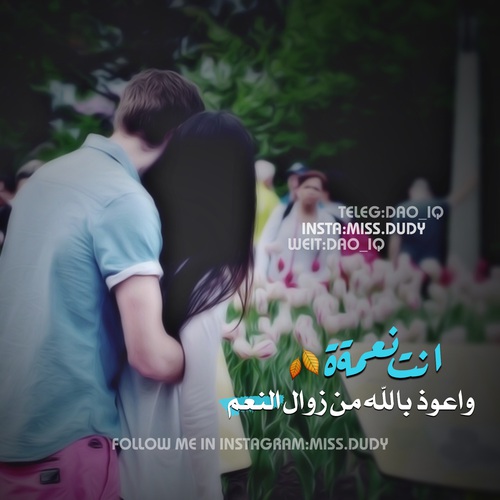 TELEG:DAO_IQ
INSTA:MISS.DUDY
WEIT:DAO_IQ
انت نعمةة
واعوذ بالله من زوال النعم
FOLLOW ME IN INSTAGRAM:MISS.DUDY